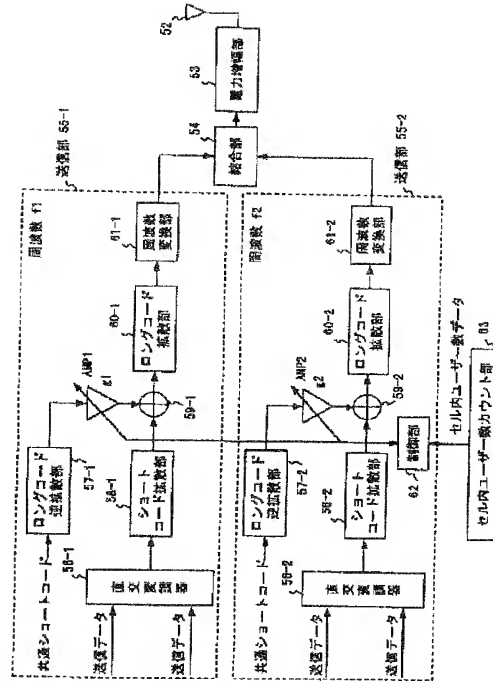 送信部 55-1
周波数 f1
共通ショートコード
ロングコード
逆拡散部
57-1
AMP1
g1
送信データ
送信データ
直交変調器
56-1
58-1
ショート
コード拡散部
59-1
60-1
ロングコード
拡散部
61-1
周波数
変換部
54
結合部
53
電力増幅部
52
周波数 f2
送信部 55-2
共通ショートコード
ロングコード
逆拡散部
57-2
AMP2
g2
送信データ
送信データ
直交変調器
56-2
58-2
ショート
コード拡散部
59-2
60-2
ロングコード
拡散部
61-2
周波数
変換部
62
制御部
セル内ユーザー数データ
セル内ユーザー数カウント部
63